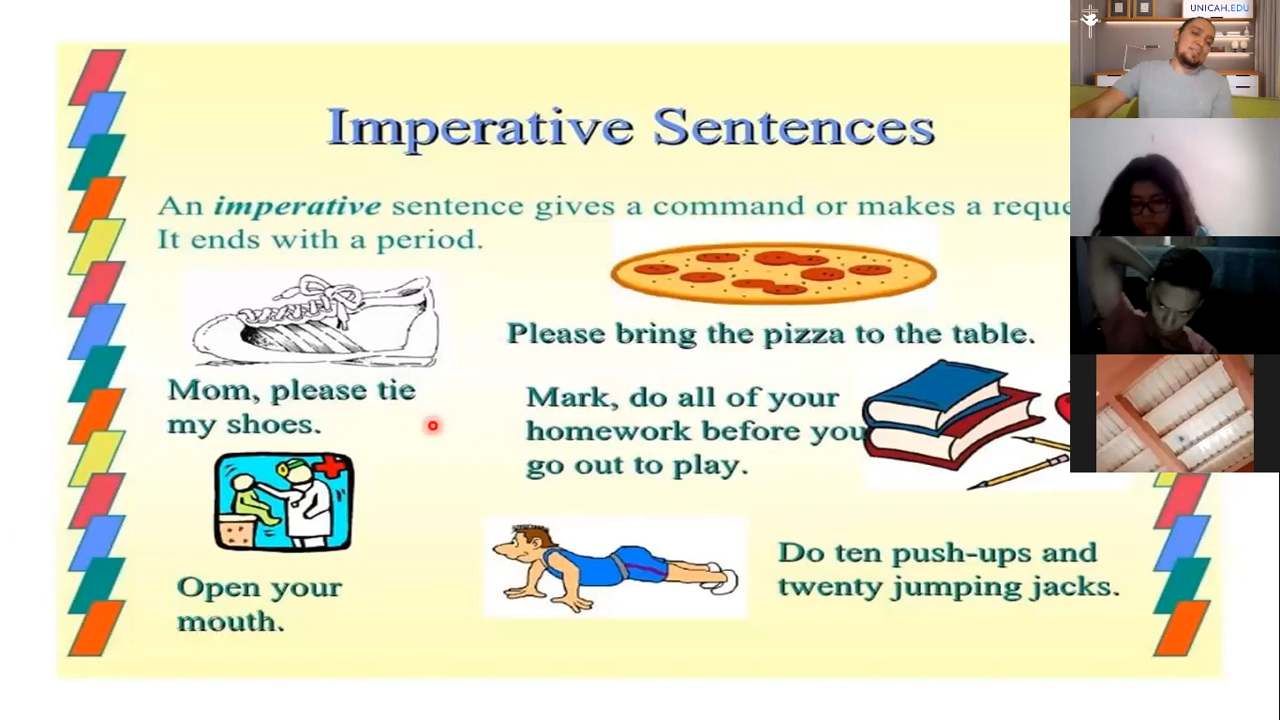 UNICAH.EDU
Imperative Sentences
An imperative sentence gives a command or makes a reque
It ends with a period.
Please bring the pizza to the table.
Mom, please tie
my shoes.
Mark, do all of your
homework before you
go out to play.
Open your
mouth.
Do ten push-ups and
twenty jumping jacks.